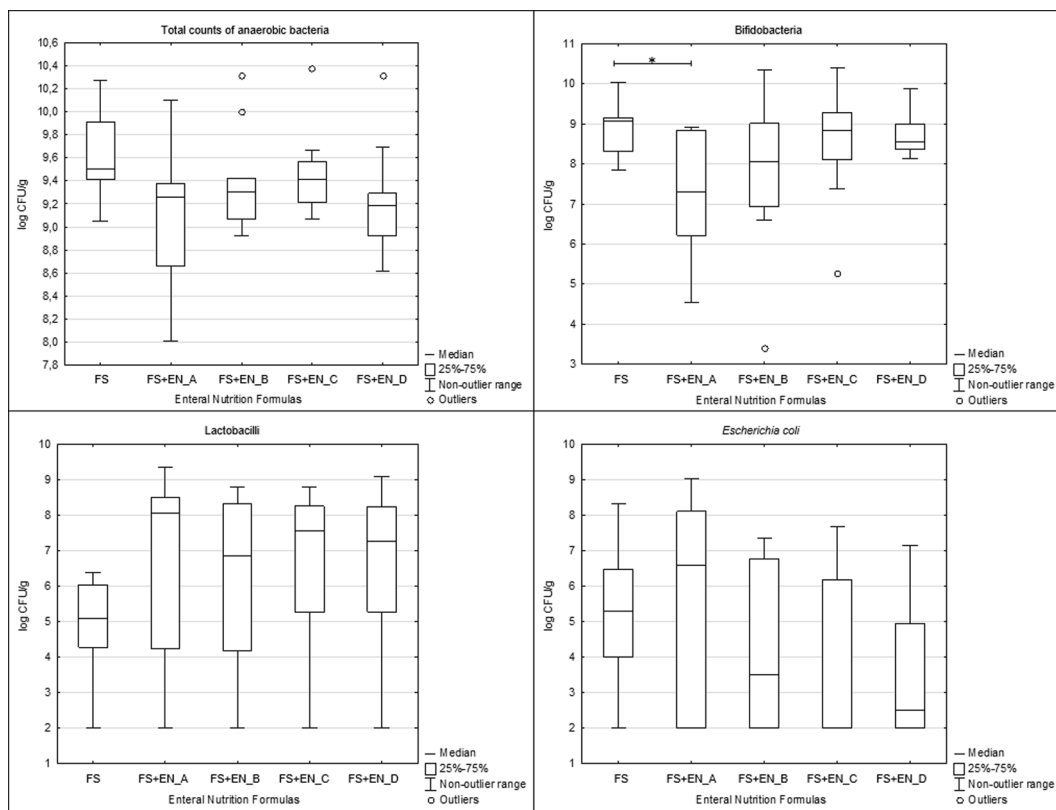 Total counts of anaerobic bacteria
10,6
10,4
10,2
10,0
9,8
9,6
9,4
9,2
9,0
8,8
8,6
8,4
8,2
8,0
7,8
log CFU/g
FS FS+EN_A FS+EN_B FS+EN_C FS+EN_D
Enteral Nutrition Formulas
Median
25%-75%
Non-outlier range
Outliers
Bifidobacteria
*
11
10
9
8
7
6
5
4
3
log CFU/g
FS FS+EN_A FS+EN_B FS+EN_C FS+EN_D
Enteral Nutrition Formulas
Median
25%-75%
Non-outlier range
Outliers
Lactobacilli
10
9
8
7
6
5
4
3
2
1
log CFU/g
FS FS+EN_A FS+EN_B FS+EN_C FS+EN_D
Enteral Nutrition Formulas
Median
25%-75%
Non-outlier range
Outliers
Escherichia coli
10
9
8
7
6
5
4
3
2
1
log CFU/g
FS FS+EN_A FS+EN_B FS+EN_C FS+EN_D
Enteral Nutrition Formulas
Median
25%-75%
Non-outlier range
Outliers